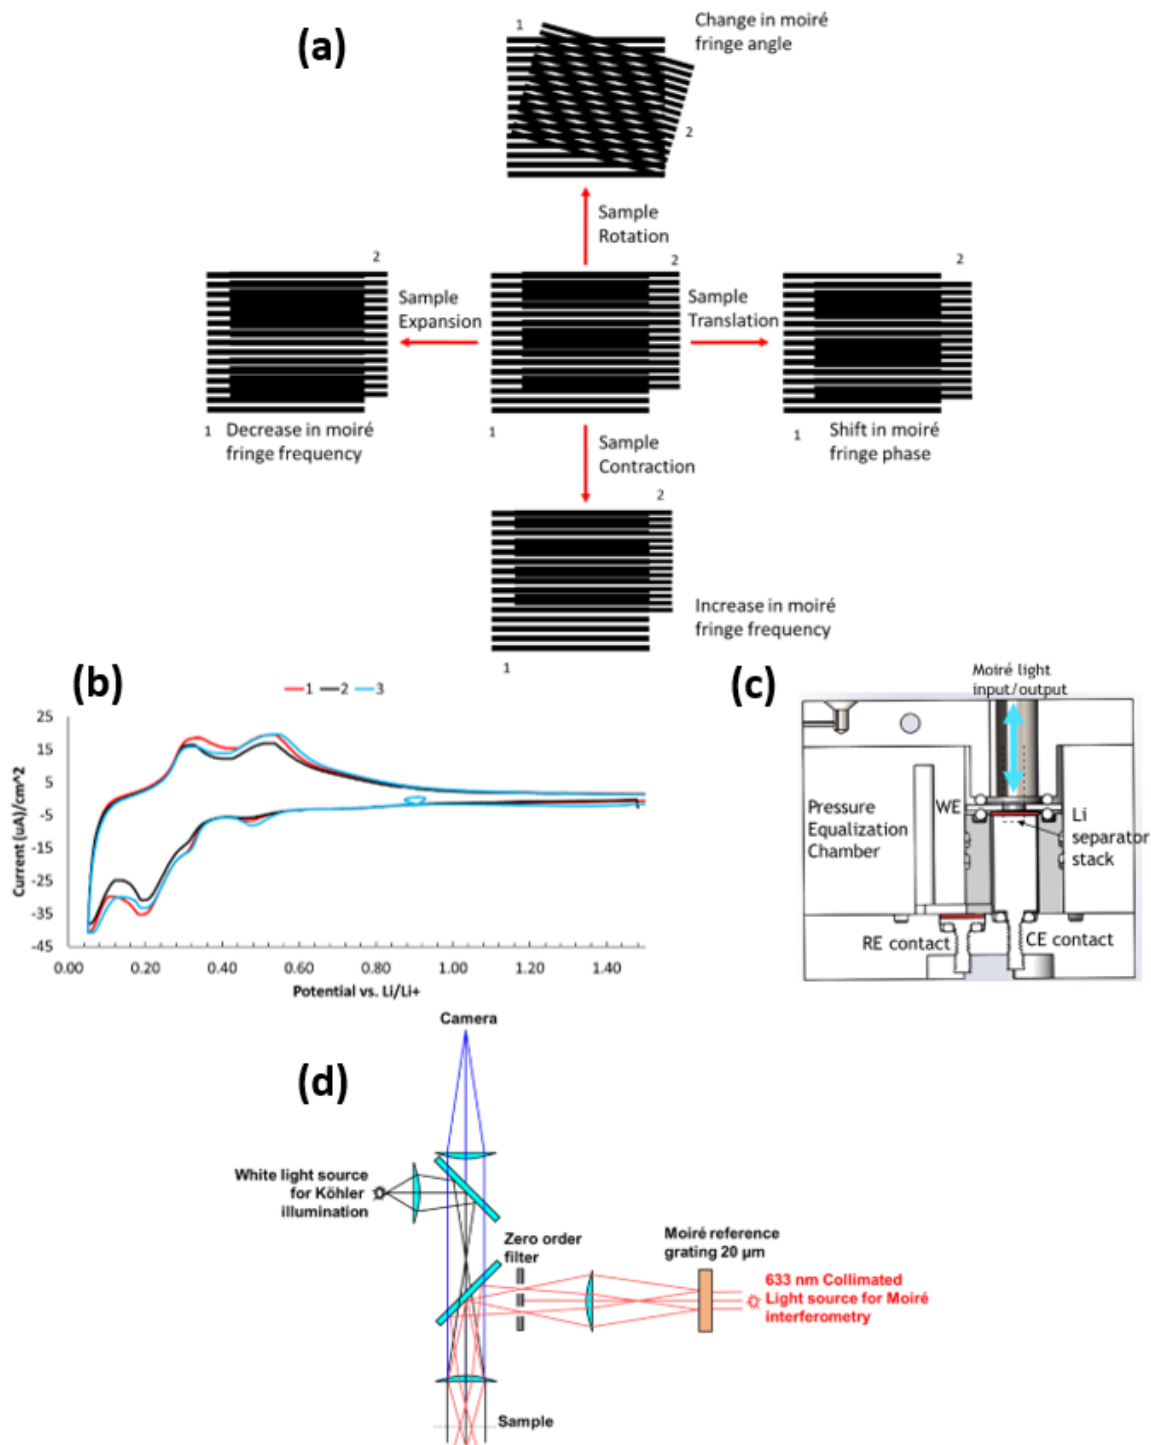 (a)
1
Change in moiré
fringe angle
2
Sample
Rotation
2
Sample
Expansion
1
Decrease in moiré
fringe frequency
2
1
Sample
Translation
2
1
Shift in moiré
fringe phase
Sample
Contraction
2
1
Increase in moiré
fringe frequency
(b)
1 2 3
Current (uA)/cm^2
25
15
5
-5
-15
-25
-35
-45
0.00 0.20 0.40 0.60 0.80 1.00 1.20 1.40
Potential vs. Li/Li+
(c)
Moiré light
input/output
Pressure
Equalization
Chamber
WE
Li
separator
stack
RE contact
CE contact
(d)
Camera
White light source
for Köhler
illumination
Zero order
filter
Moiré reference
grating 20 µm
633 nm Collimated
Light source for Moiré
interferometry
Sample